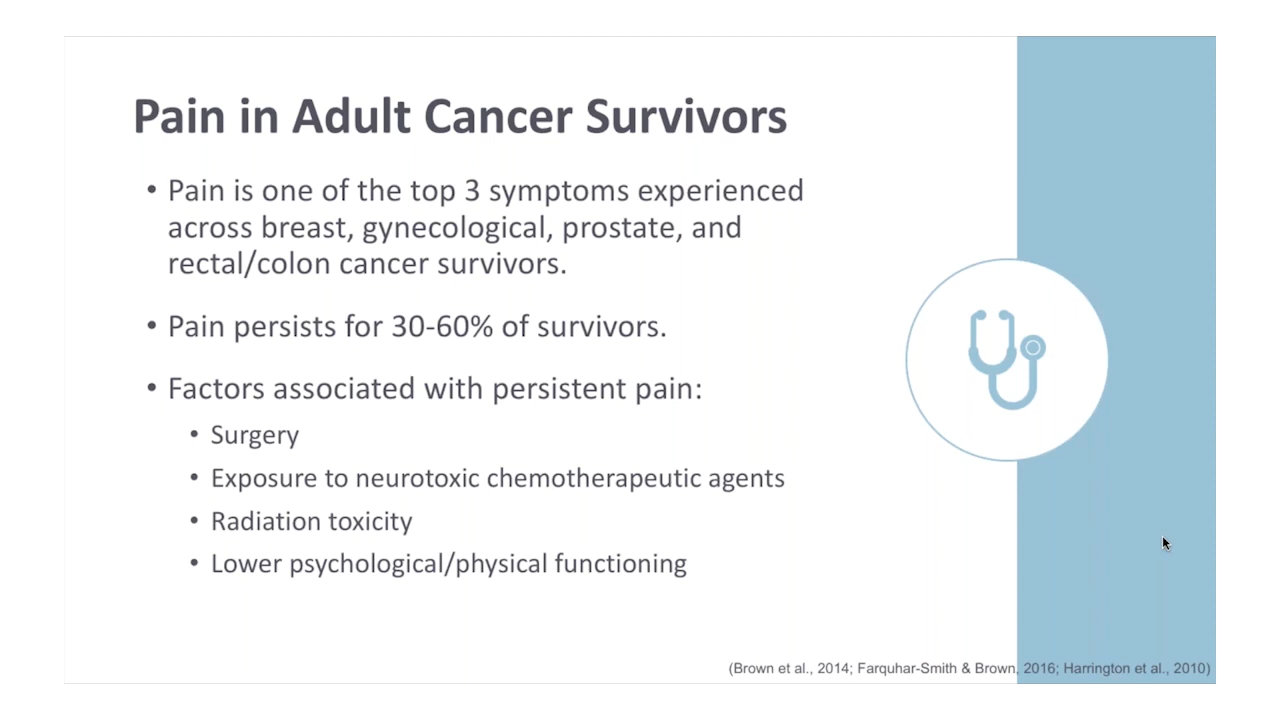 Pain in Adult Cancer Survivors
• Pain is one of the top 3 symptoms experienced
across breast, gynecological, prostate, and
rectal/colon cancer survivors.
• Pain persists for 30-60% of survivors.
• Factors associated with persistent pain:
• Surgery
• Exposure to neurotoxic chemotherapeutic agents
• Radiation toxicity
• Lower psychological/physical functioning
(Brown et al., 2014; Farquhar-Smith & Brown, 2016; Harrington et al., 2010)